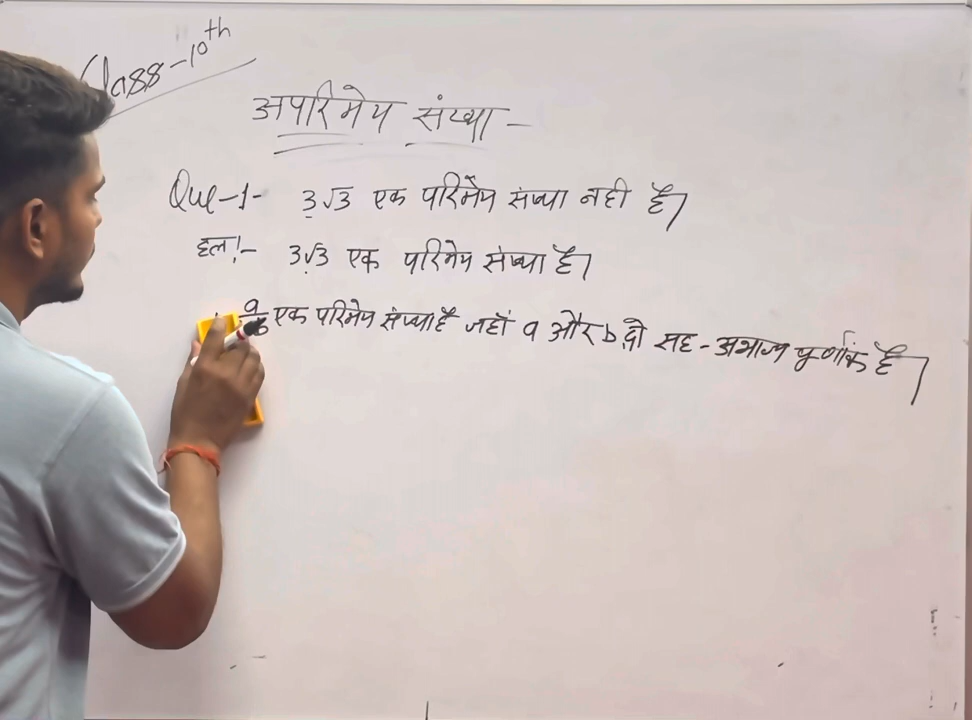 Class-10th
अपरिमेय संख्या -
Que-1- 3√3 एक परिमेय संख्या नही है।
हल:- 3√3 एक परिमेय संख्या है।
a/b एक परिमेय संख्या है जहाँ a और b दो सह-अभाज्य पूर्णांक है।